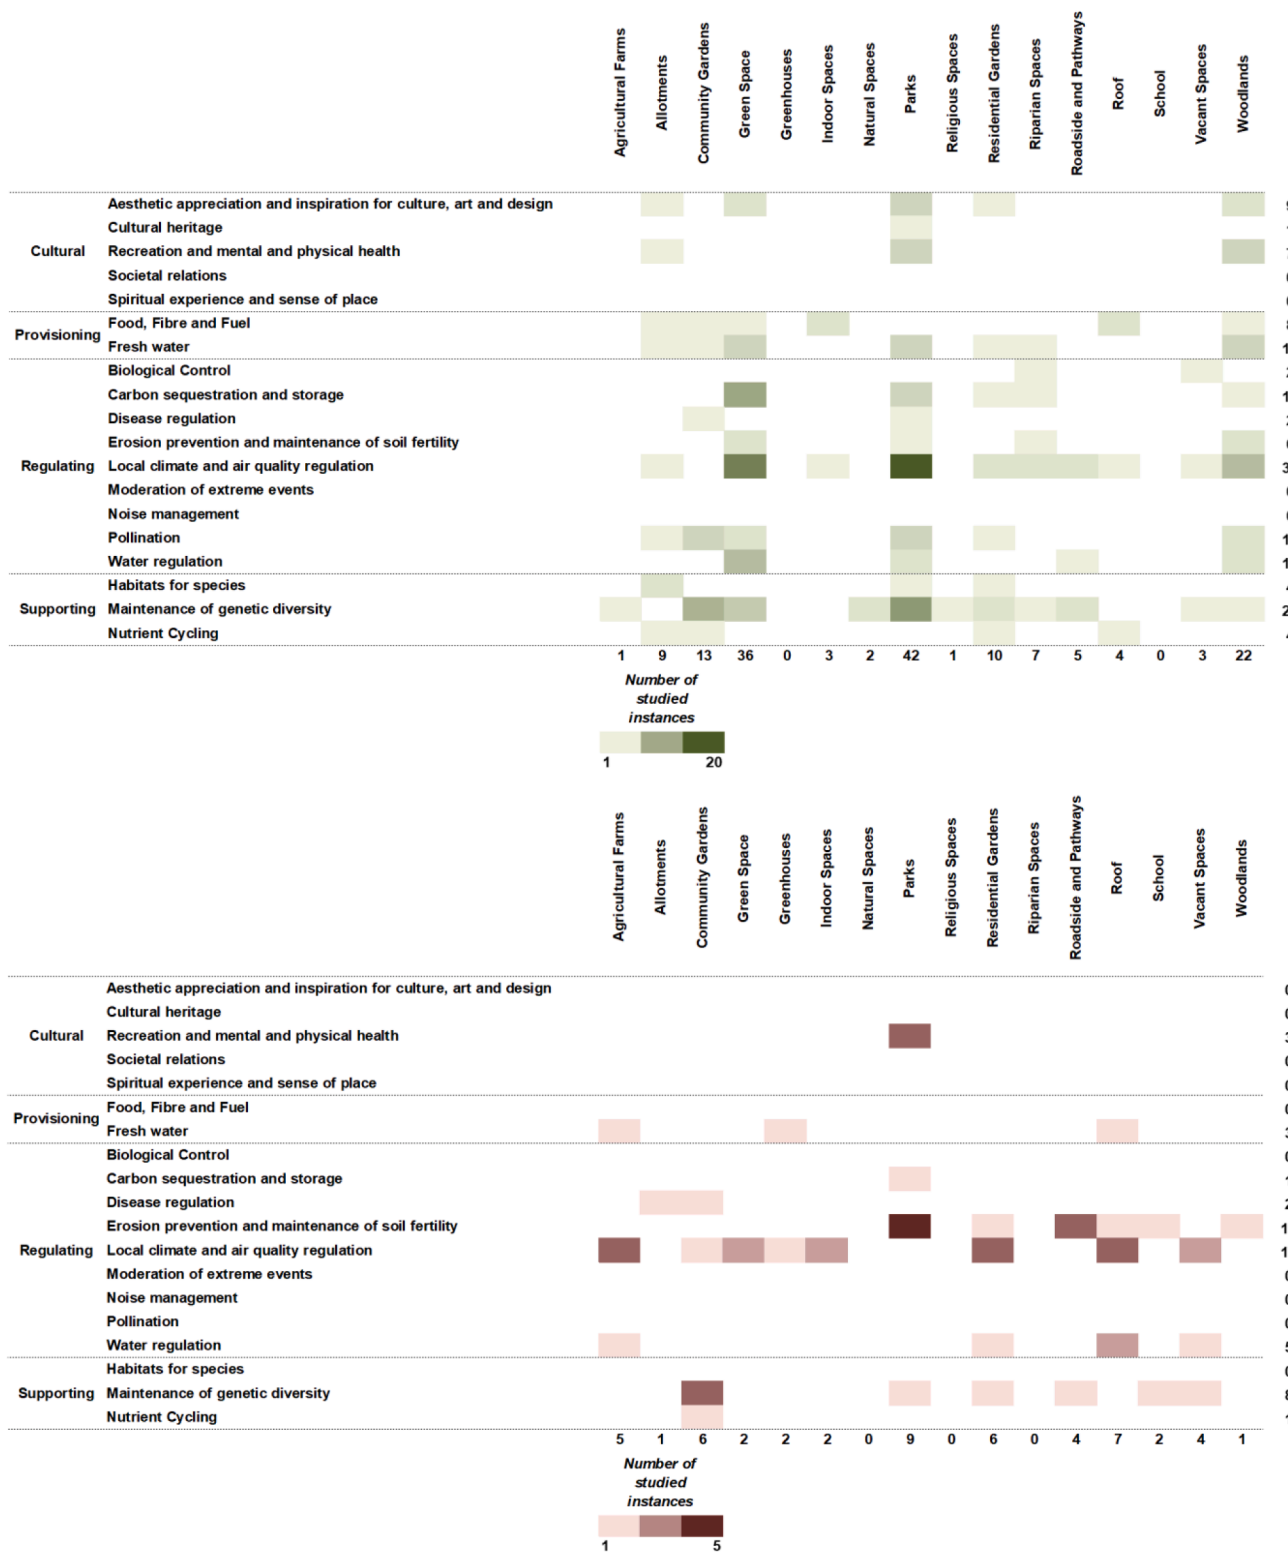 Agricultural Farms
Allotments
Community Gardens
Green Space
Greenhouses
Indoor Spaces
Natural Spaces
Parks
Religious Spaces
Residential Gardens
Riparian Spaces
Roadside and Pathways
Roof
School
Vacant Spaces
Woodlands
Aesthetic appreciation and inspiration for culture, art and design
Cultural heritage
Cultural Recreation and mental and physical health
Societal relations
Spiritual experience and sense of place
Provisioning
Food, Fibre and Fuel
Fresh water
Biological Control
Carbon sequestration and storage
Disease regulation
Erosion prevention and maintenance of soil fertility
Regulating Local climate and air quality regulation
Moderation of extreme events
Noise management
Pollination
Water regulation
Habitats for species
Supporting Maintenance of genetic diversity
Nutrient Cycling
1 9 13 36 0 3 2 42 1 10 7 5 4 0 3 22
Number of
studied
instances
1 20
Agricultural Farms
Allotments
Community Gardens
Green Space
Greenhouses
Indoor Spaces
Natural Spaces
Parks
Religious Spaces
Residential Gardens
Riparian Spaces
Roadside and Pathways
Roof
School
Vacant Spaces
Woodlands
Aesthetic appreciation and inspiration for culture, art and design
Cultural heritage
Cultural Recreation and mental and physical health
Societal relations
Spiritual experience and sense of place
Provisioning
Food, Fibre and Fuel
Fresh water
Biological Control
Carbon sequestration and storage
Disease regulation
Erosion prevention and maintenance of soil fertility
Regulating Local climate and air quality regulation
Moderation of extreme events
Noise management
Pollination
Water regulation
Habitats for species
Supporting Maintenance of genetic diversity
Nutrient Cycling
5 1 6 2 2 2 0 9 0 6 0 4 7 2 4 1
Number of
studied
instances
1 5